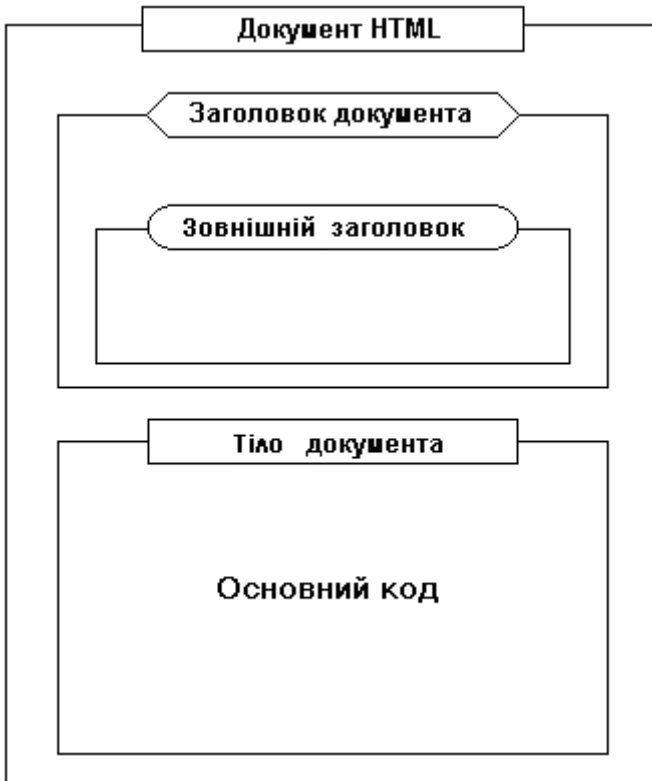 Документ HTML
Заголовок документа
Зовнішній заголовок
Тіло документа
Основний код